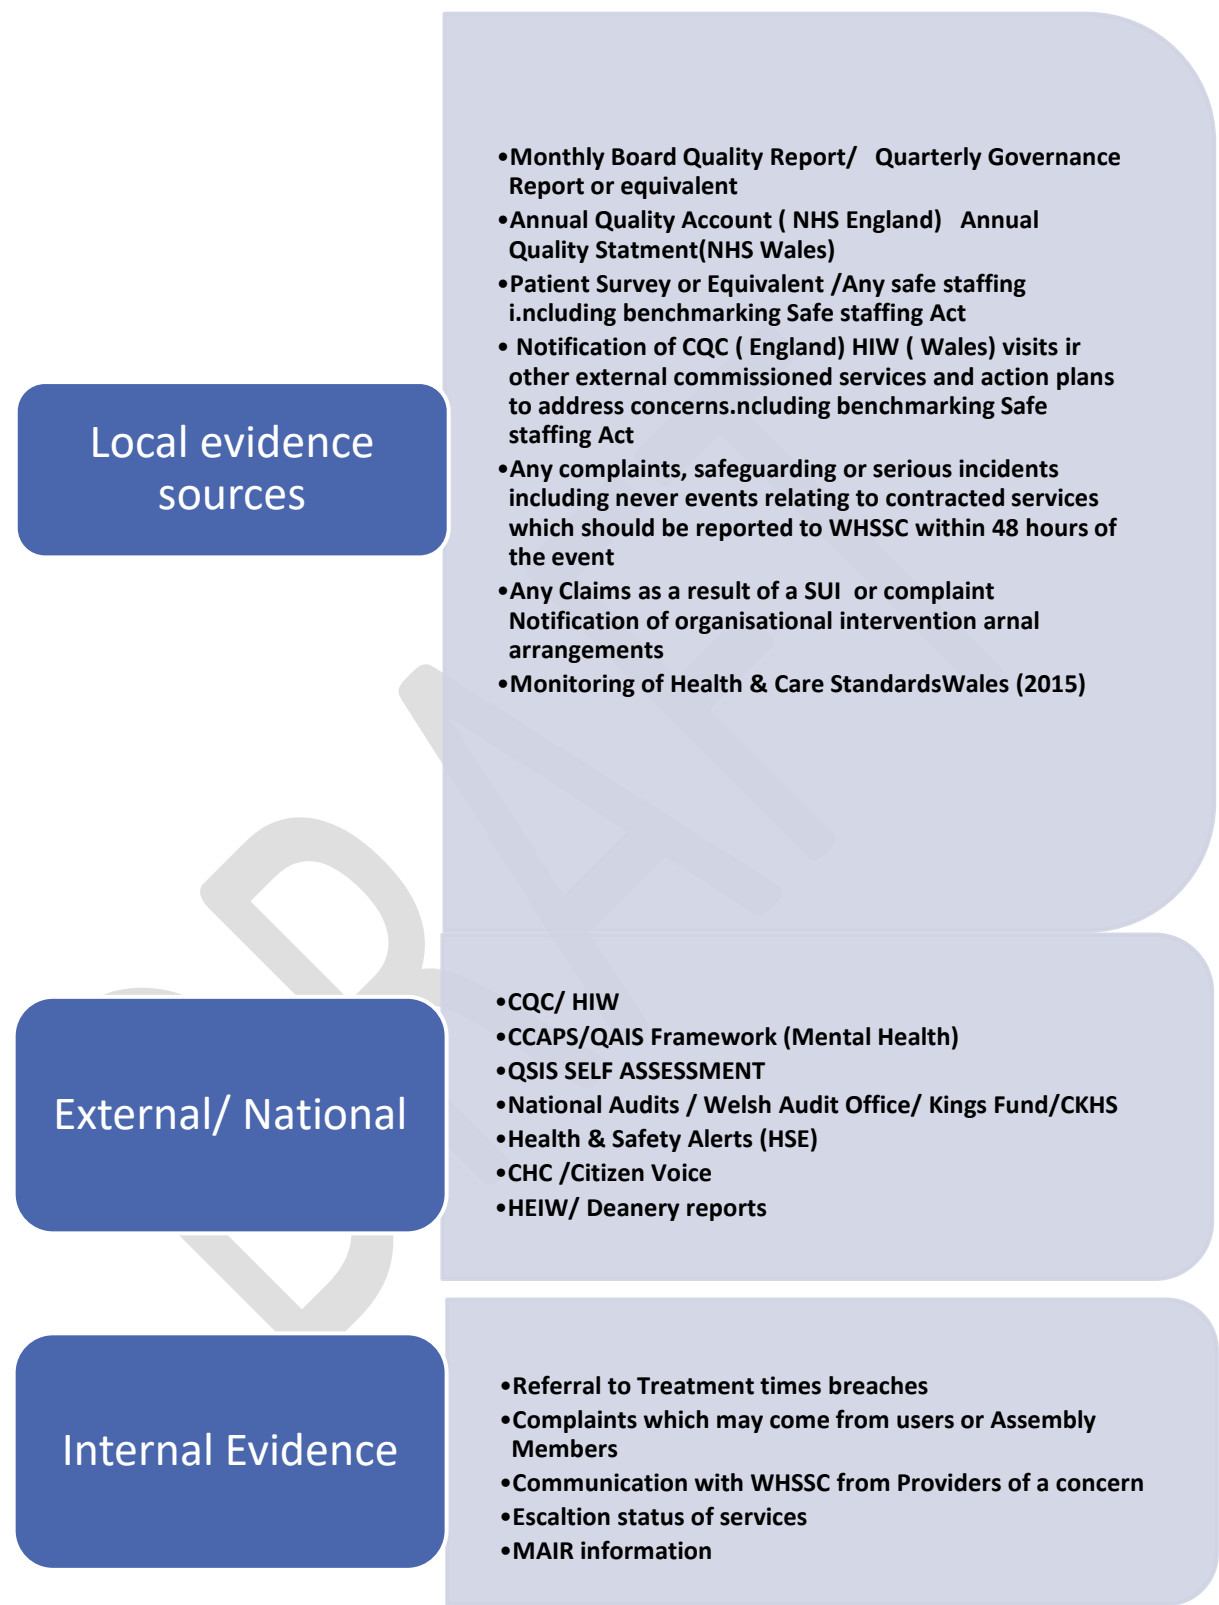 Local evidence
sources
•Monthly Board Quality Report/ Quarterly Governance
Report or equivalent
•Annual Quality Account ( NHS England) Annual
Quality Statment(NHS Wales)
•Patient Survey or Equivalent /Any safe staffing
i.ncluding benchmarking Safe staffing Act
• Notification of CQC ( England) HIW ( Wales) visits ir
other external commissioned services and action plans
to address concerns.ncluding benchmarking Safe
staffing Act
•Any complaints, safeguarding or serious incidents
including never events relating to contracted services
which should be reported to WHSSC within 48 hours of
the event
•Any Claims as a result of a SUI or complaint
Notification of organisational intervention arnal
arrangements
•Monitoring of Health & Care StandardsWales (2015)
External/ National
•CQC/ HIW
•CCAPS/QAIS Framework (Mental Health)
•QSIS SELF ASSESSMENT
•National Audits / Welsh Audit Office/ Kings Fund/CKHS
•Health & Safety Alerts (HSE)
•CHC /Citizen Voice
•HEIW/ Deanery reports
Internal Evidence
•Referral to Treatment times breaches
•Complaints which may come from users or Assembly
Members
•Communication with WHSSC from Providers of a concern
•Escaltion status of services
•MAIR information
DRAFT